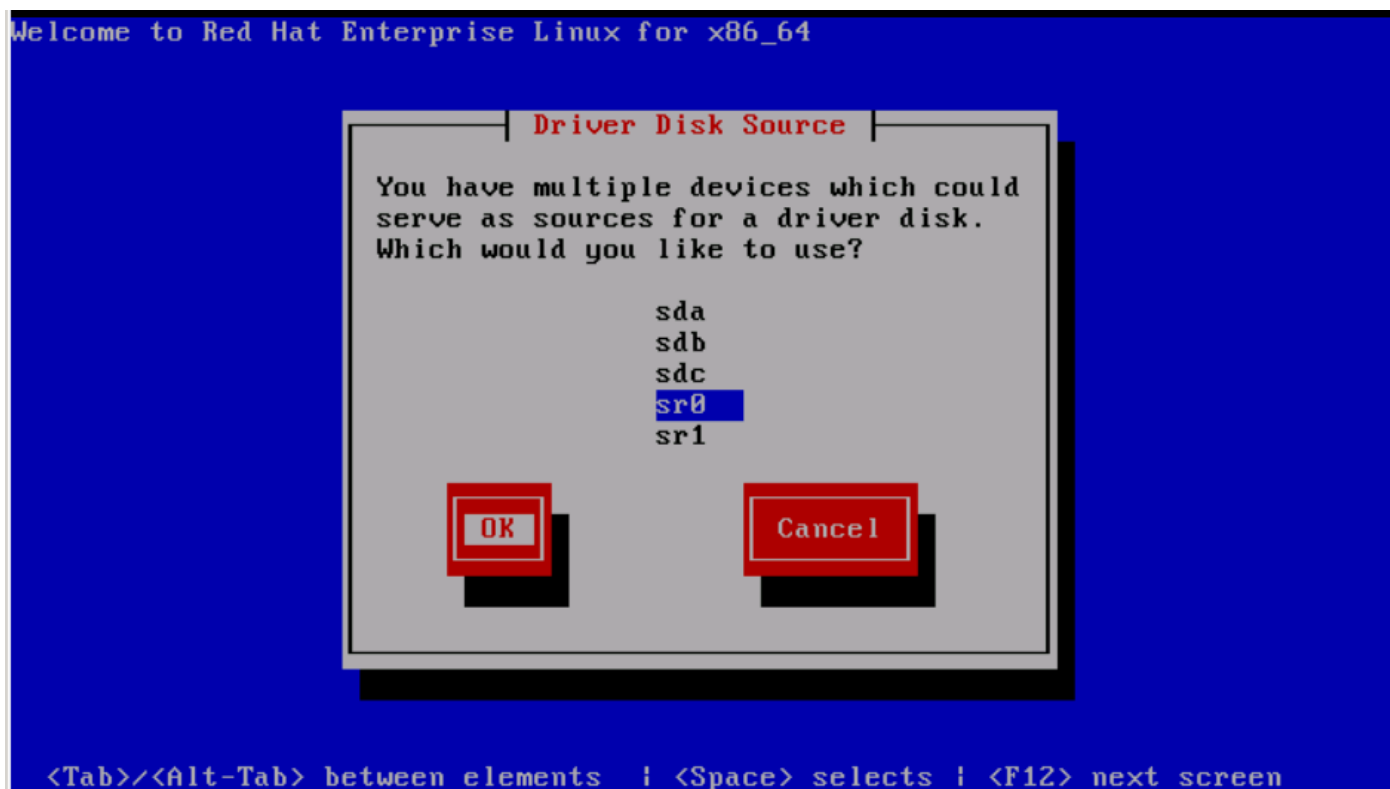 Welcome to Red Hat Enterprise Linux for x86_64
Driver Disk Source
You have multiple devices which could
serve as sources for a driver disk.
Which would you like to use?
sda
sdb
sdc
sr0
sr1
OK Cancel
<Tab>/<Alt-Tab> between elements | <Space> selects | <F12> next screen